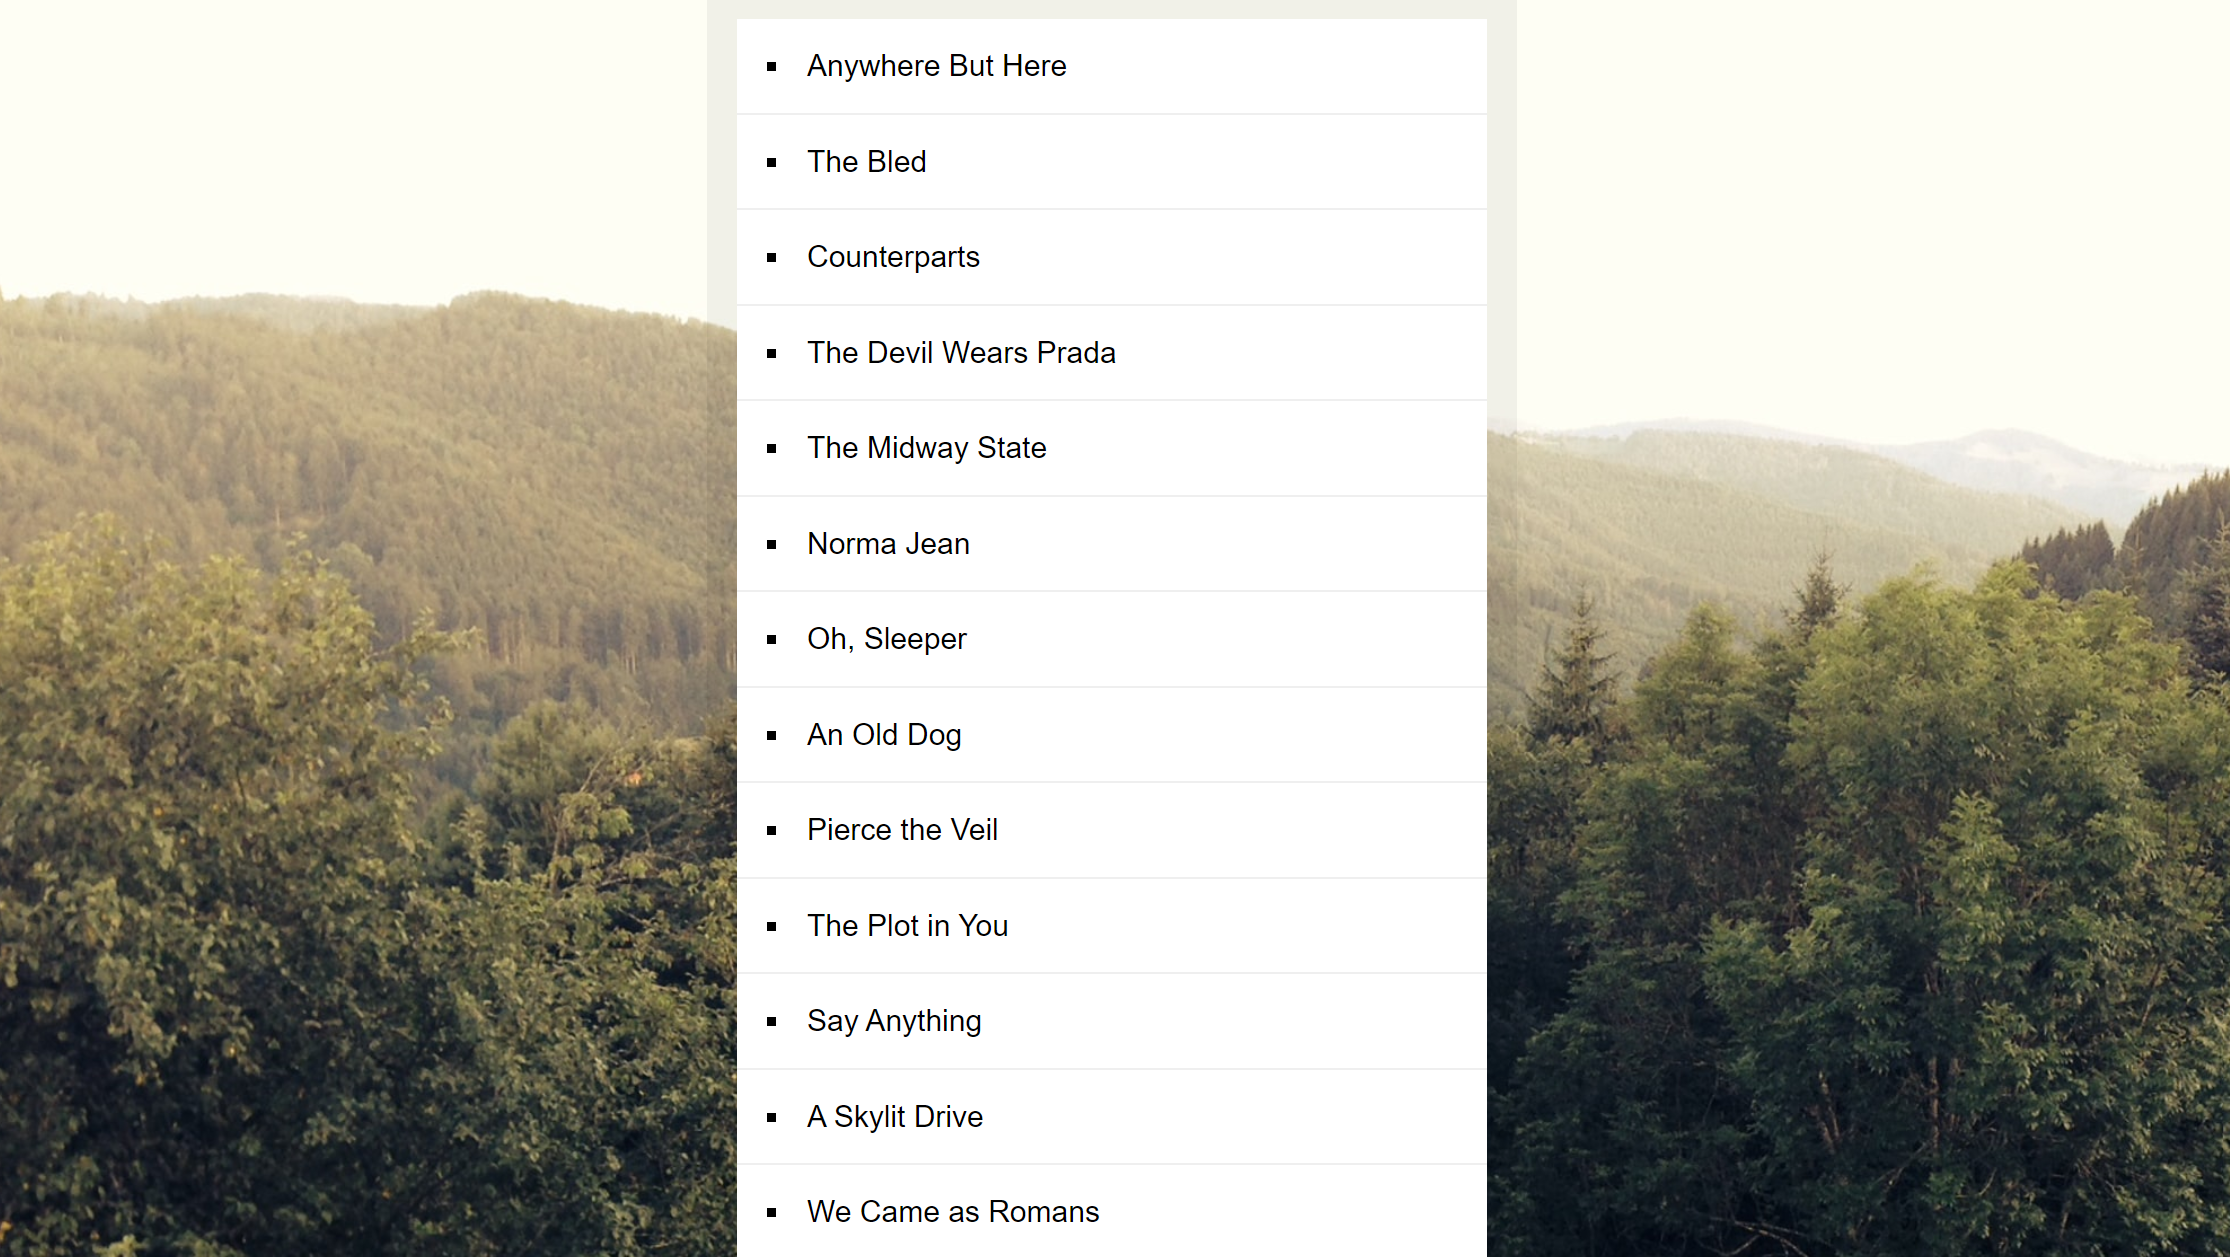 Anywhere But Here
The Bled
Counterparts
The Devil Wears Prada
The Midway State
Norma Jean
Oh, Sleeper
An Old Dog
Pierce the Veil
The Plot in You
Say Anything
A Skylit Drive
We Came as Romans